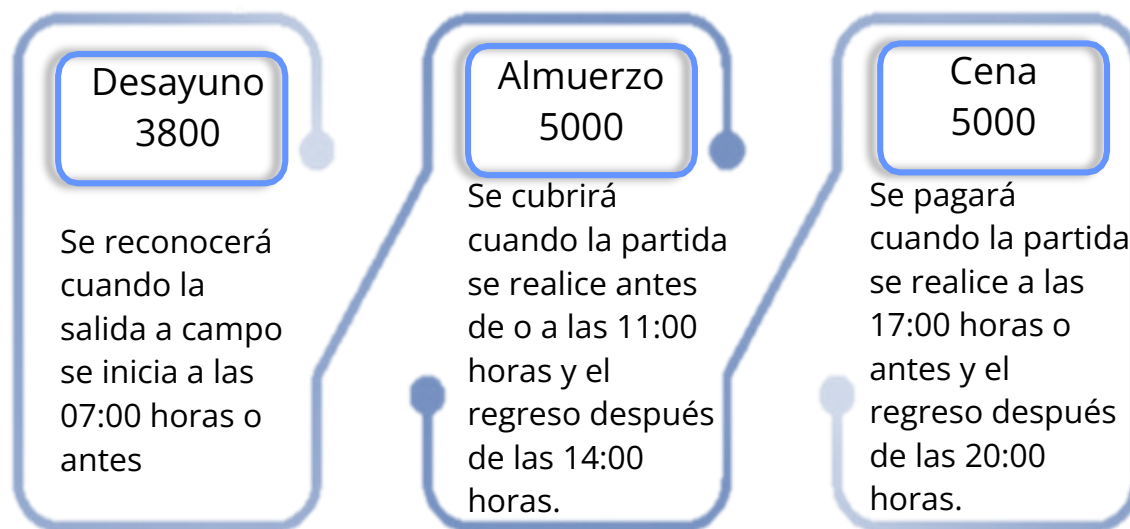 Desayuno
3800
Se reconocerá
cuando la
salida a campo
se inicia a las
07:00 horas o
antes
Almuerzo
5000
Se cubrirá
cuando la partida
se realice antes
de o a las 11:00
horas y el
regreso después
de las 14:00
horas.
Cena
5000
Se pagará
cuando la partida
se realice a las
17:00 horas o
antes y el
regreso después
de las 20:00
horas.